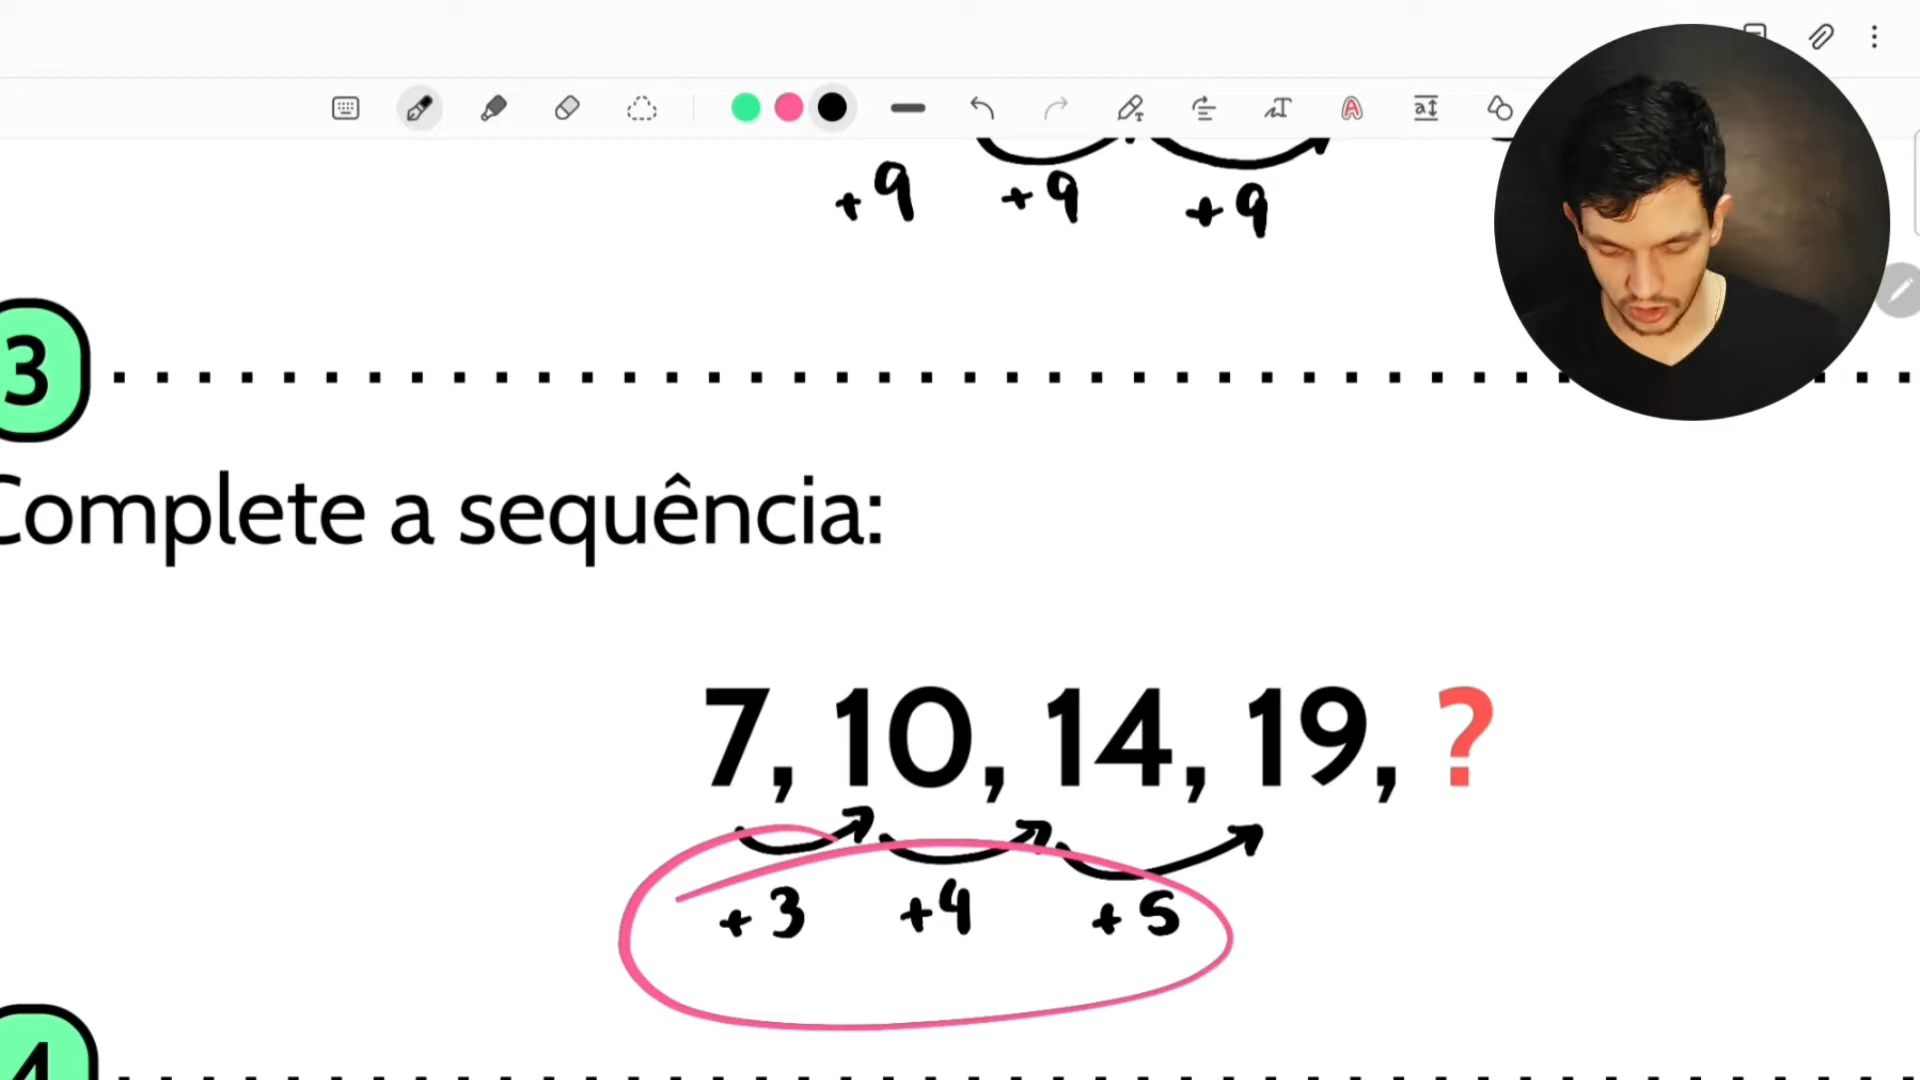 +9 +9 +9
3
Complete a sequência:
7, 10, 14, 19, ?
+3 +4 +5
4